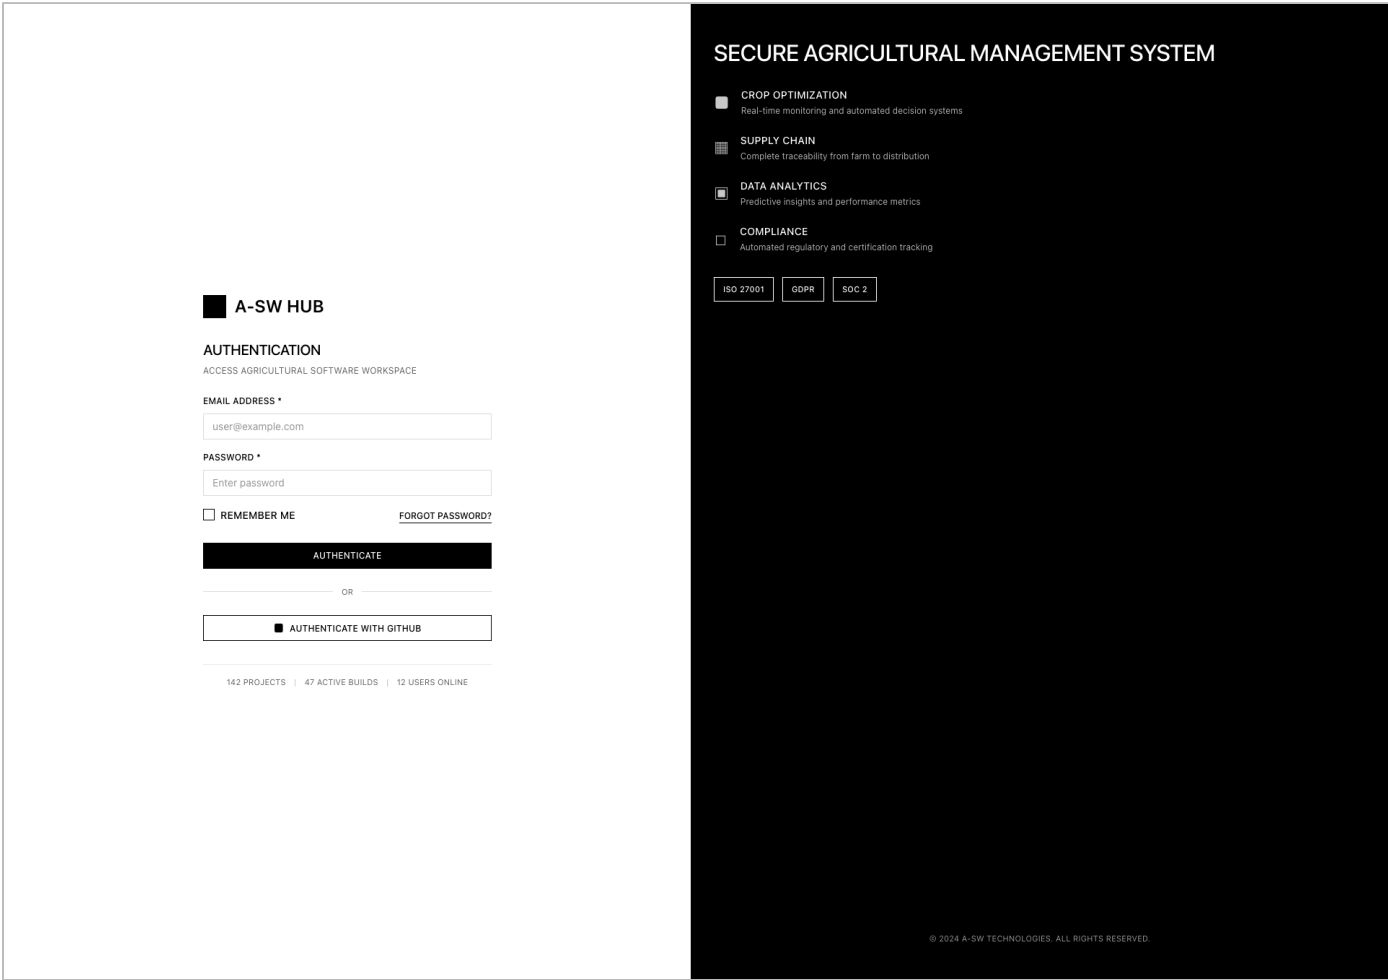 A-SW HUB
AUTHENTICATION
ACCESS AGRICULTURAL SOFTWARE WORKSPACE
EMAIL ADDRESS *
user@example.com
PASSWORD *
Enter password
REMEMBER ME
FORGOT PASSWORD?
AUTHENTICATE
OR
AUTHENTICATE WITH GITHUB
142 PROJECTS | 47 ACTIVE BUILDS | 12 USERS ONLINE
SECURE AGRICULTURAL MANAGEMENT SYSTEM
CROP OPTIMIZATION
Real-time monitoring and automated decision systems
SUPPLY CHAIN
Complete traceability from farm to distribution
DATA ANALYTICS
Predictive insights and performance metrics
COMPLIANCE
Automated regulatory and certification tracking
ISO 27001
GDPR
SOC 2
© 2024 A-SW TECHNOLOGIES. ALL RIGHTS RESERVED.